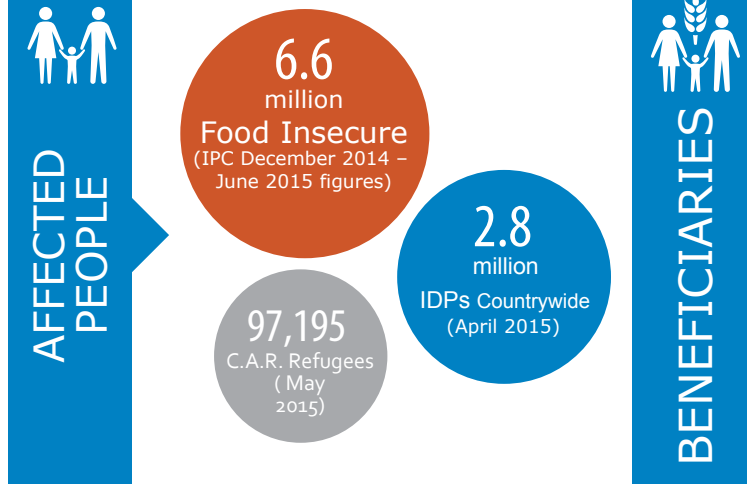 AFFECTED
PEOPLE
6.6
million
Food Insecure
(IPC December 2014 –
June 2015 figures)
2.8
million
IDPs Countrywide
(April 2015)
97,195
C.A.R. Refugees
( May
2015)
BENEFICIARIES